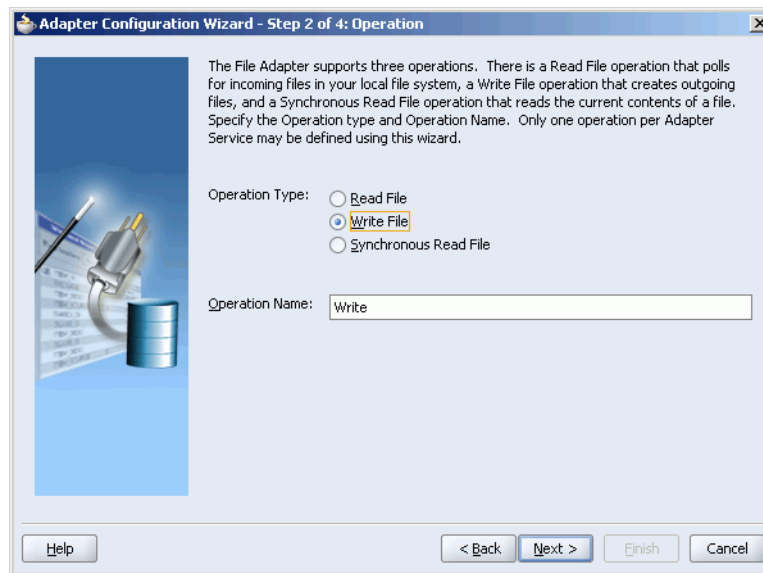 Adapter Configuration Wizard - Step 2 of 4: Operation
The File Adapter supports three operations. There is a Read File operation that polls
for incoming files in your local file system, a Write File operation that creates outgoing
files, and a Synchronous Read File operation that reads the current contents of a file.
Specify the Operation type and Operation Name. Only one operation per Adapter
Service may be defined using this wizard.
Operation Type:
Read File
Write File
Synchronous Read File
Operation Name: Write
Help < Back Next > Finish Cancel